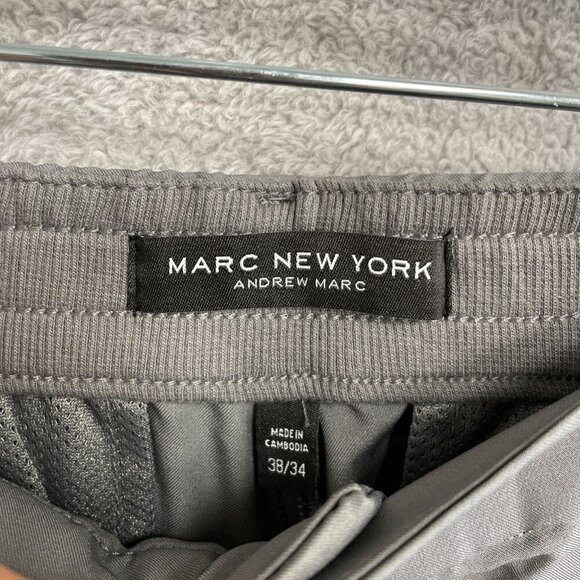 MARC NEW YORK
ANDREW MARC
MADE IN
CAMBODIA
38/34